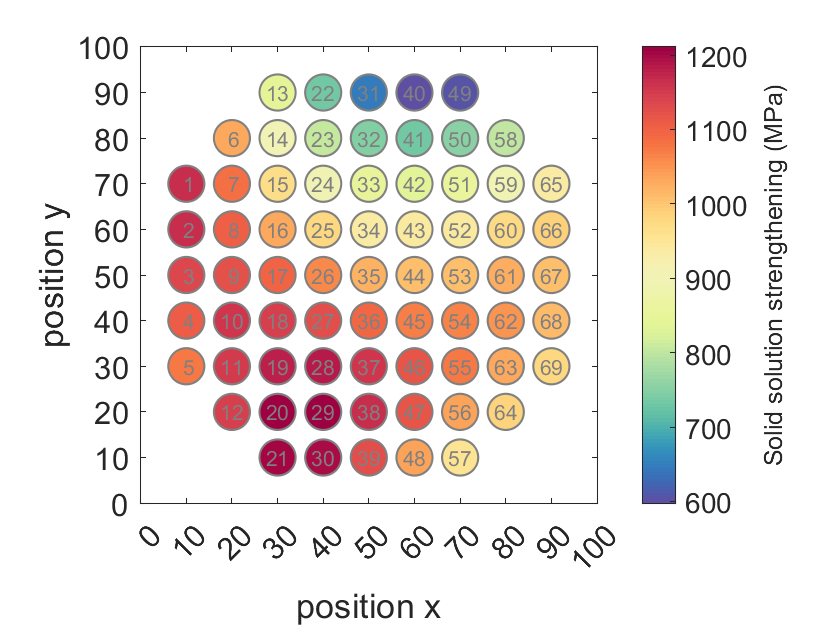 100
90 13 22 31 40 49
80 6 14 23 32 41 50 58
70 1 7 15 24 33 42 51 59 65
60 2 8 16 25 34 43 52 60 66
50 3 9 17 26 35 44 53 61 67
40 4 10 18 27 36 45 54 62 68
30 5 11 19 28 37 46 55 63 69
20 12 20 29 38 47 56 64
10 21 30 39 48 57
0
0 10 20 30 40 50 60 70 80 90 100
position x
position y
1200
1100
1000
900
800
700
600
Solid solution strengthening (MPa)